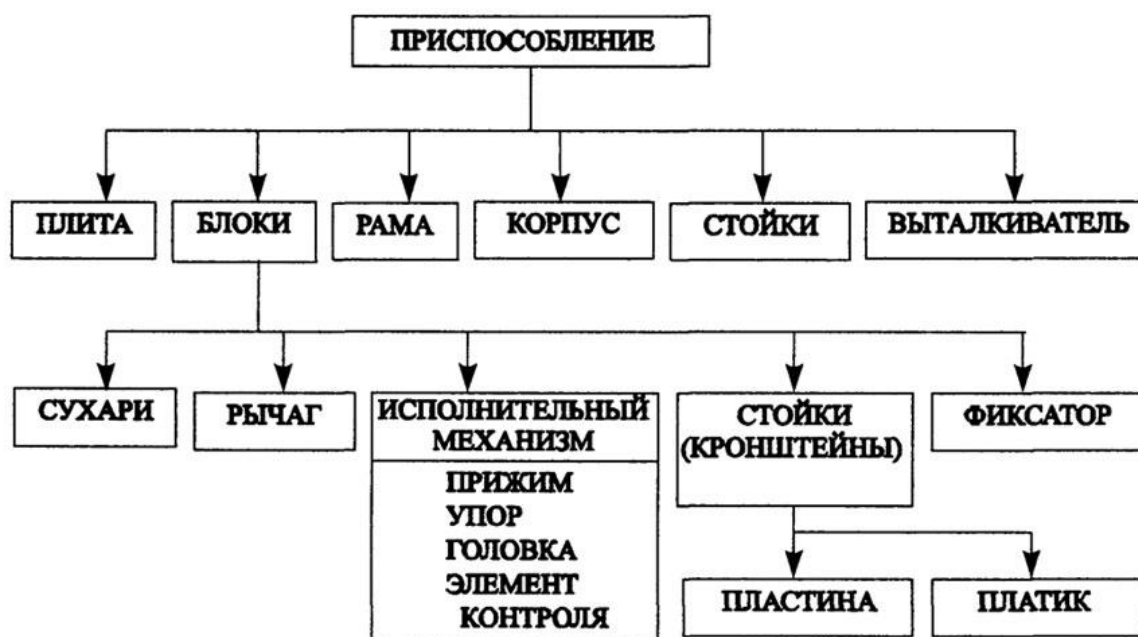 ПРИСПОСОБЛЕНИЕ
ПЛИТА
БЛОКИ
РАМА
КОРПУС
СТОЙКИ
ВЫТАЛКИВАТЕЛЬ
СУХАРИ
РЫЧАГ
ИСПОЛНИТЕЛЬНЫЙ
МЕХАНИЗМ
ПРИЖИМ
УПОР
ГОЛОВКА
ЭЛЕМЕНТ
КОНТРОЛЯ
СТОЙКИ
(КРОНШТЕЙНЫ)
ФИКСАТОР
ПЛАСТИНА
ПЛАТИК